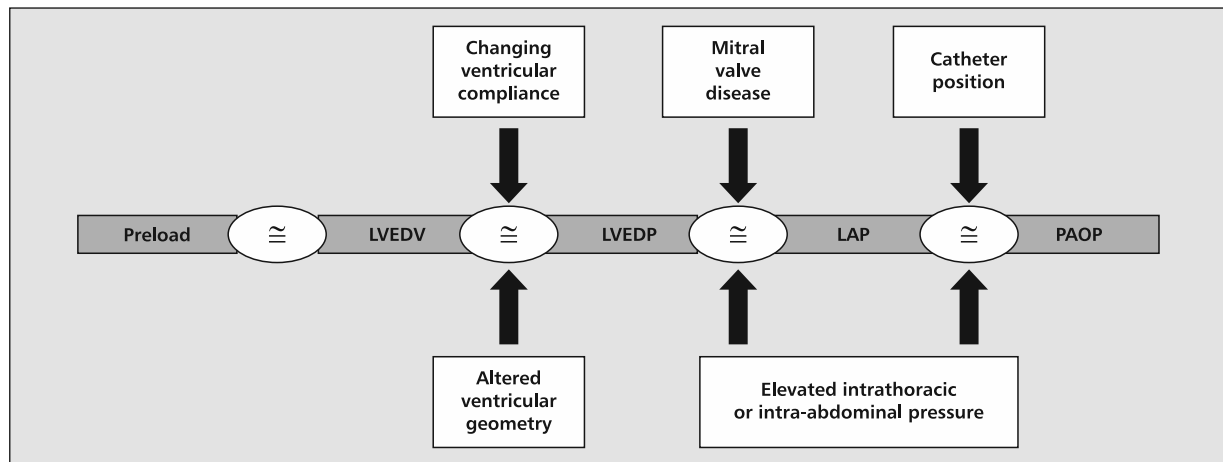 Changing
ventricular
compliance
Mitral
valve
disease
Catheter
position
Preload ≅ LVEDV ≅ LVEDP ≅ LAP ≅ PAOP
Altered
ventricular
geometry
Elevated intrathoracic
or intra-abdominal pressure